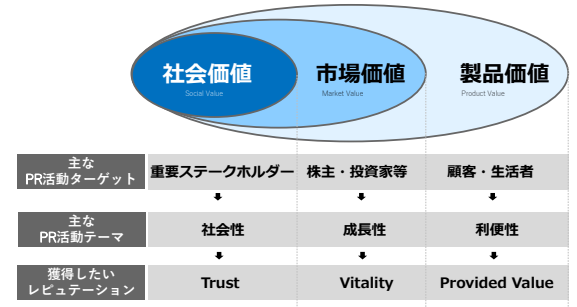 社会価値 市場価値 製品価値
Social Value Market Value Product Value
主な
PR活動ターゲット
重要ステークホルダー 株主・投資家等 顧客・生活者
主な
PR活動テーマ
社会性 成長性 利便性
獲得したい
レピュテーション
Trust Vitality Provided Value